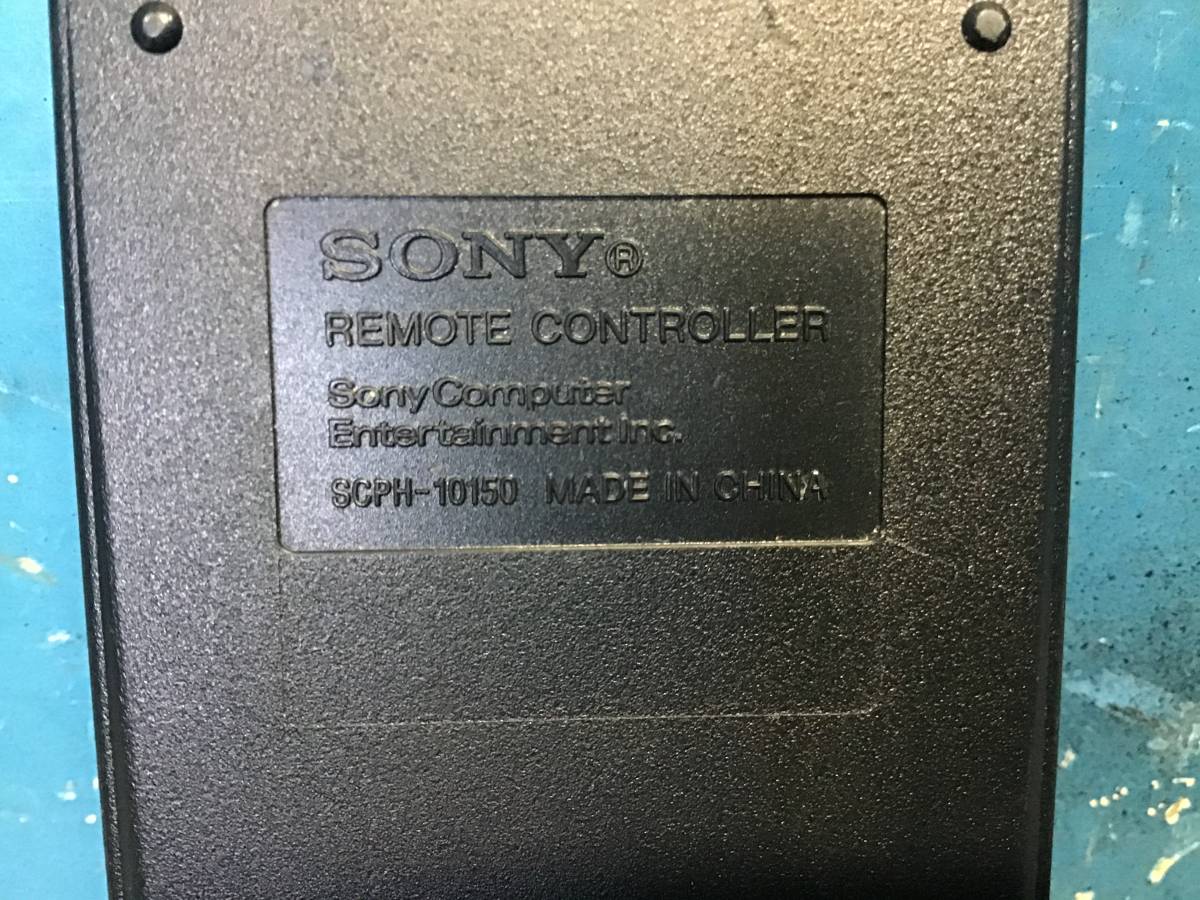 SONY®
REMOTE CONTROLLER
Sony Computer
Entertainment Inc.
SCPH-10150 MADE IN CHINA